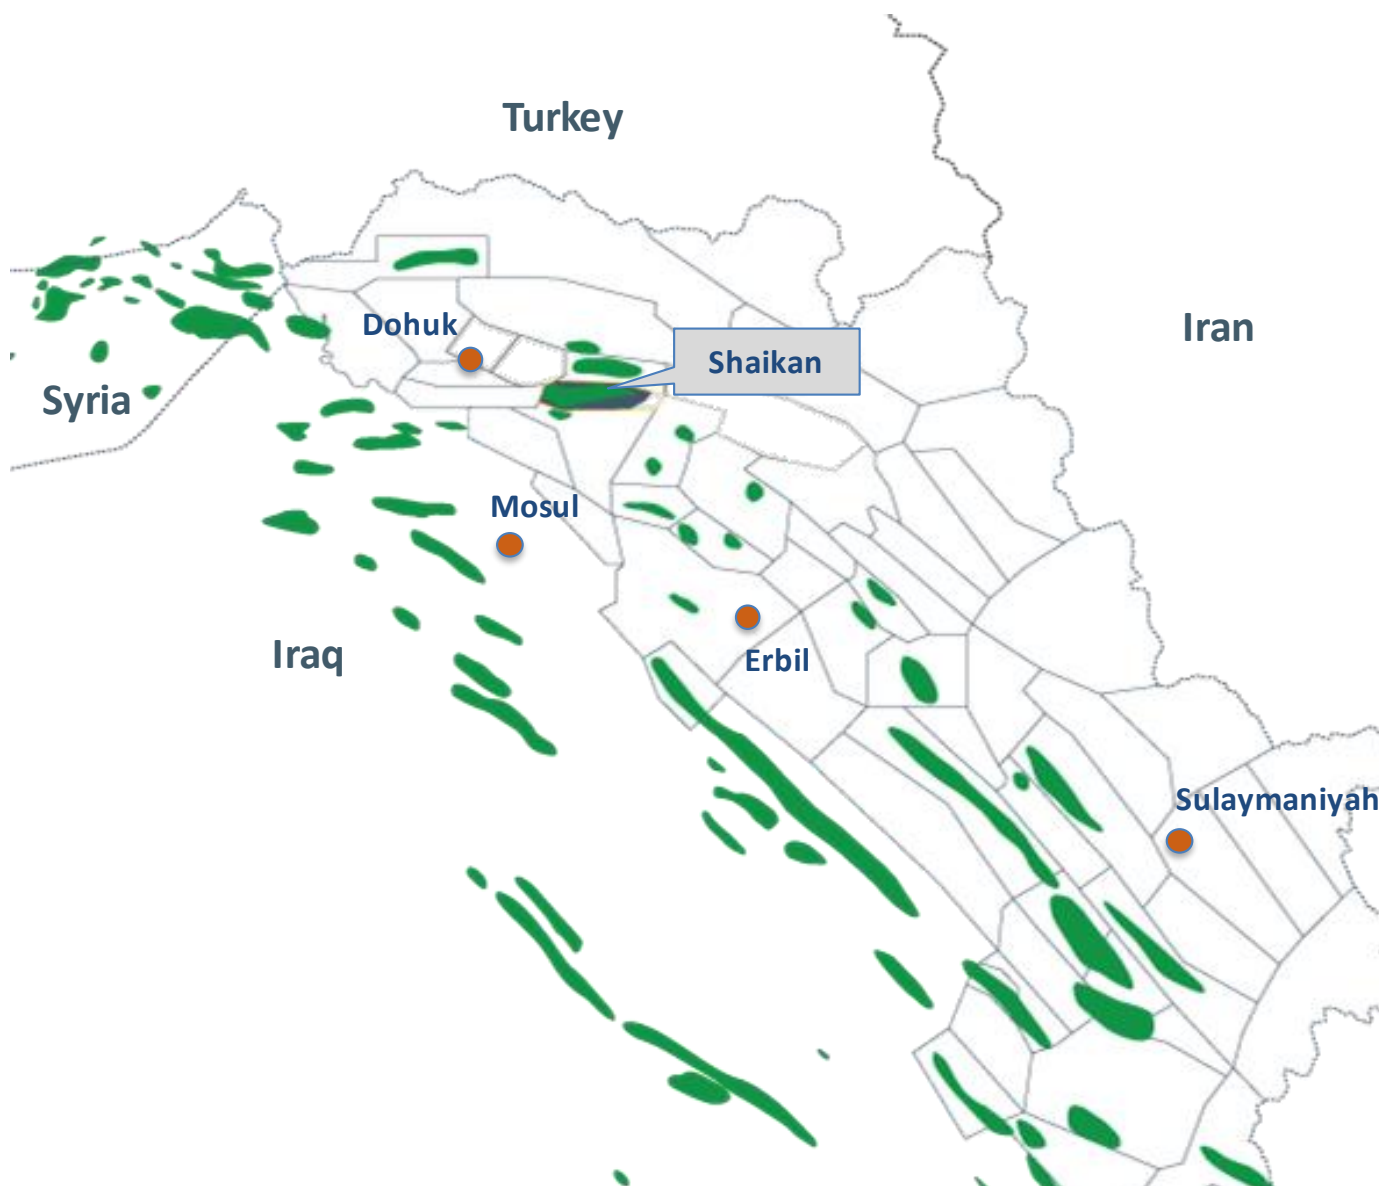 Turkey
Iran
Dohuk
Shaikan
Syria
Mosul
Iraq
Erbil
Sulaymaniyah